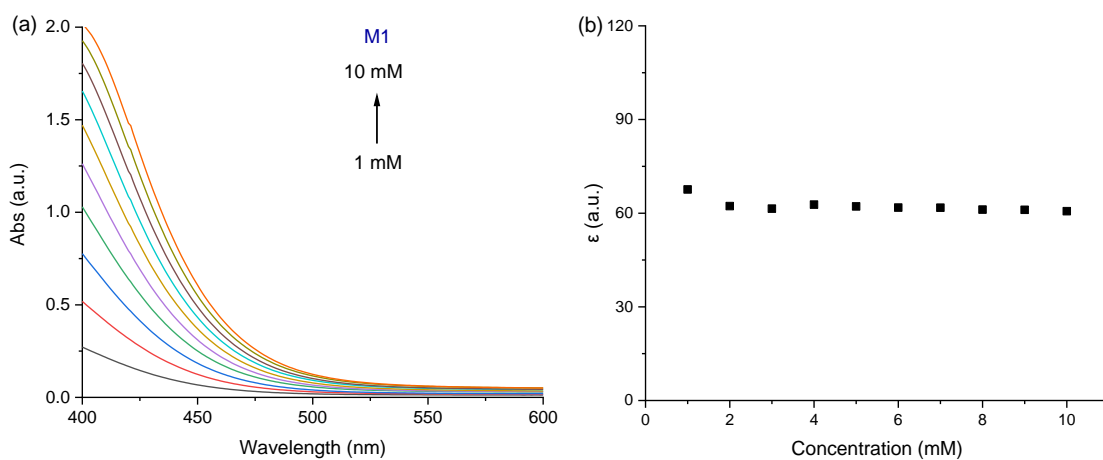 (a)
M1
10 mM
1 mM
2.0
1.5
1.0
0.5
0.0
Abs (a.u.)
400
450
500
550
600
Wavelength (nm)
(b)
120
90
60
30
0
ε (a.u.)
0
2
4
6
8
10
Concentration (mM)